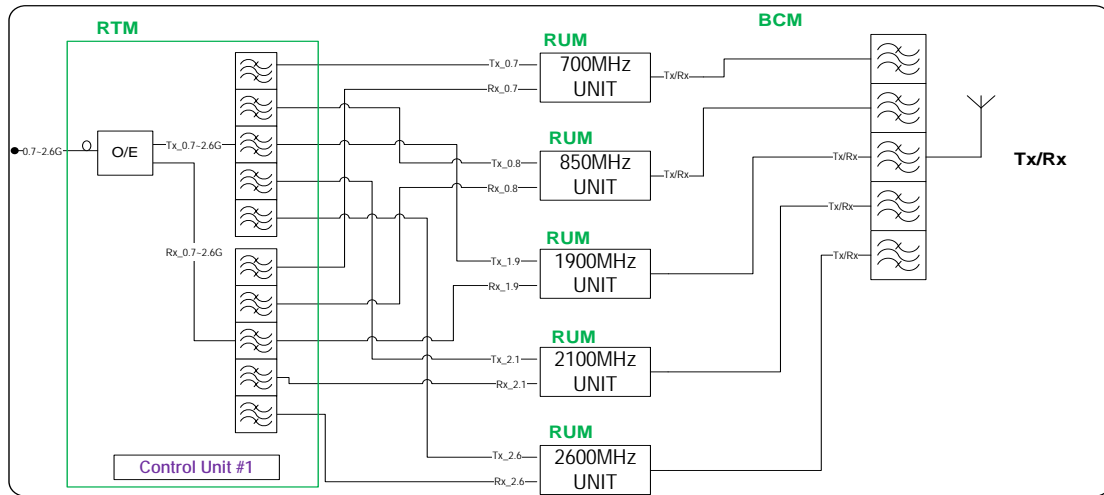 RTM
BCM
RUM
700MHz
UNIT
Tx_0.7
Rx_0.7
Tx/Rx
0.7~2.6G
O/E
Tx_0.7~2.6G
Rx_0.7~2.6G
RUM
850MHz
UNIT
Tx_0.8
Rx_0.8
Tx/Rx
Tx/Rx
Tx/Rx
RUM
1900MHz
UNIT
Tx_1.9
Rx_1.9
Tx/Rx
RUM
2100MHz
UNIT
Tx_2.1
Rx_2.1
Tx/Rx
RUM
2600MHz
UNIT
Tx_2.6
Rx_2.6
Control Unit #1